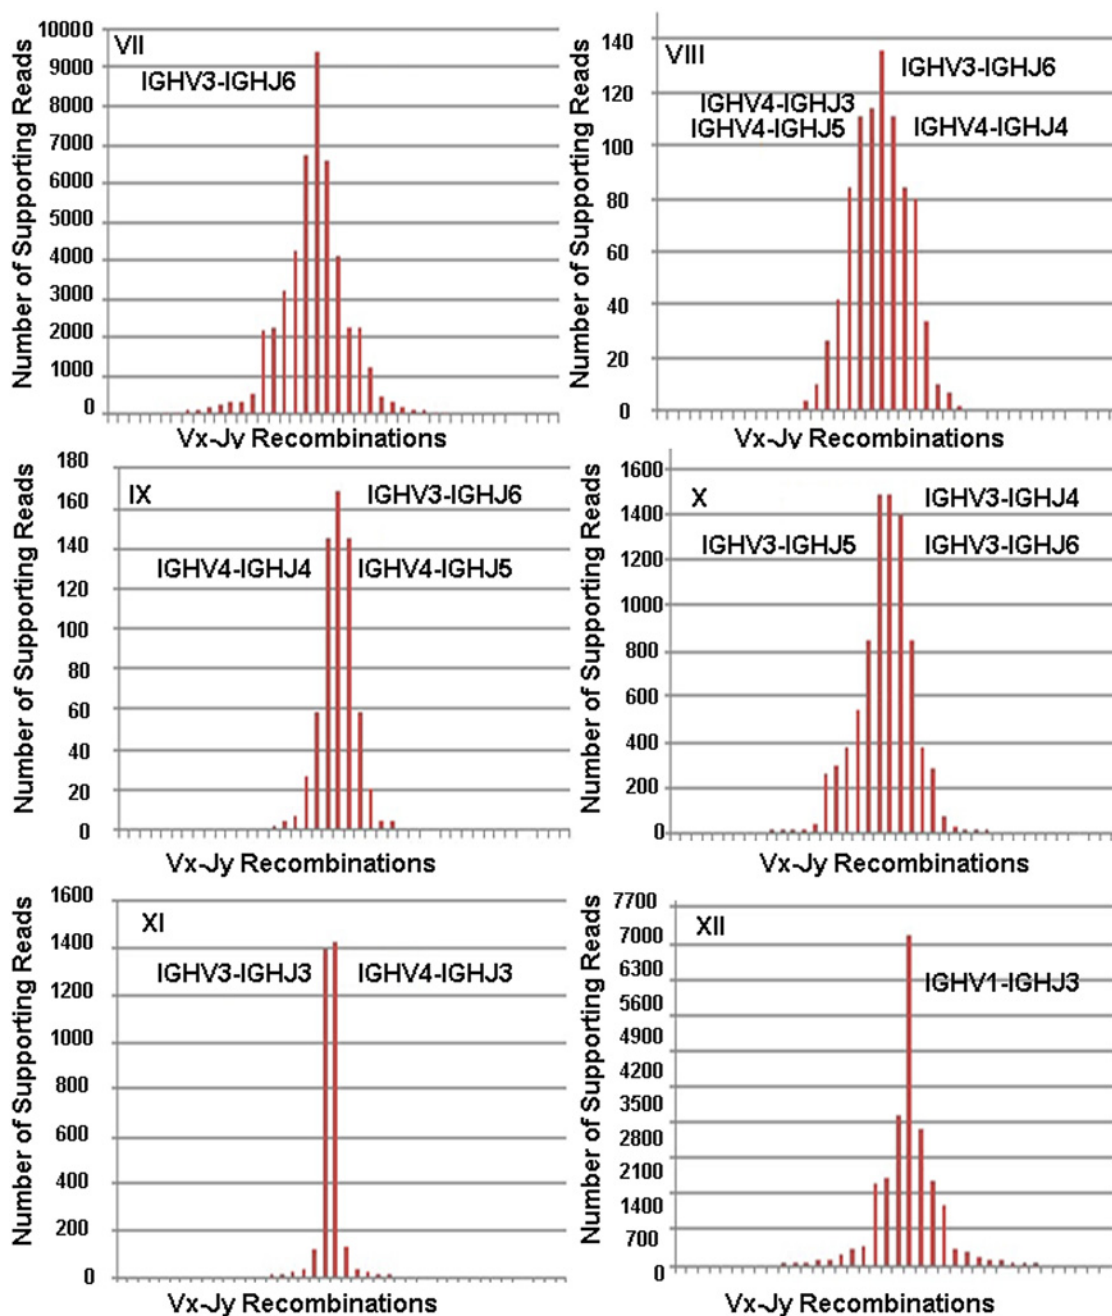 VII
Number of Supporting Reads
10000
9000
8000
7000
6000
5000
4000
3000
2000
1000
0
IGHV3-IGHJ6
Vx-Jy Recombinations
VIII
Number of Supporting Reads
140
120
100
80
60
40
20
0
IGHV3-IGHJ6
IGHV4-IGHJ3
IGHV4-IGHJ5
IGHV4-IGHJ4
Vx-Jy Recombinations
IX
Number of Supporting Reads
180
160
140
120
100
80
60
40
20
0
IGHV3-IGHJ6
IGHV4-IGHJ4
IGHV4-IGHJ5
Vx-Jy Recombinations
X
Number of Supporting Reads
1600
1400
1200
1000
800
600
400
200
0
IGHV3-IGHJ4
IGHV3-IGHJ5
IGHV3-IGHJ6
Vx-Jy Recombinations
XI
Number of Supporting Reads
1600
1400
1200
1000
800
600
400
200
0
IGHV3-IGHJ3
IGHV4-IGHJ3
Vx-Jy Recombinations
XII
Number of Supporting Reads
7700
7000
6300
5600
4900
4200
3500
2800
2100
1400
700
0
IGHV1-IGHJ3
Vx-Jy Recombinations